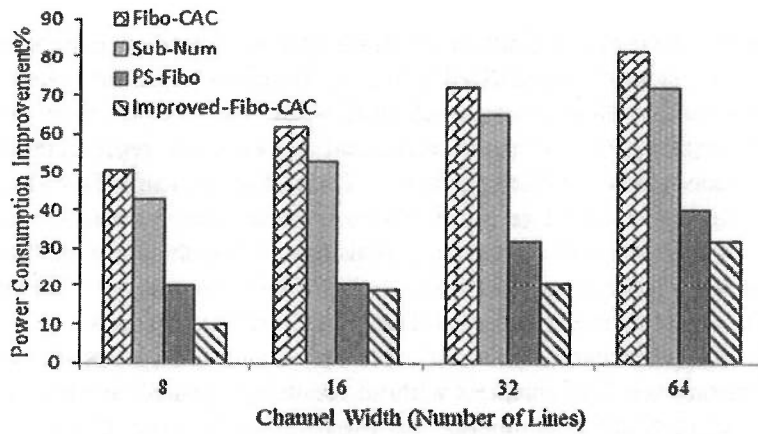 Power Consumption Improvement%
90
80
70
60
50
40
30
20
10
0
Fibo-CAC
Sub-Num
PS-Fibo
Improved-Fibo-CAC
8
16
32
64
Channel Width (Number of Lines)